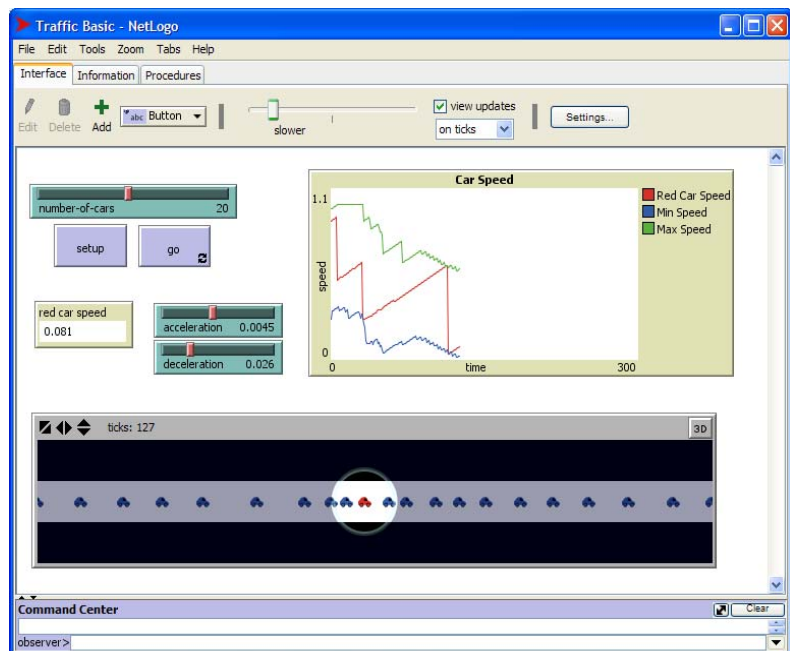 Traffic Basic - NetLogo
File Edit Tools Zoom Tabs Help
Interface Information Procedures
Edit Delete Add abc Button slower view updates on ticks Settings...
number-of-cars 20
setup go
red car speed
0.081
acceleration 0.0045
deceleration 0.026
Car Speed
1.1
speed
0
0 time 300
Red Car Speed
Min Speed
Max Speed
ticks: 127 3D
Command Center Clear
observer>